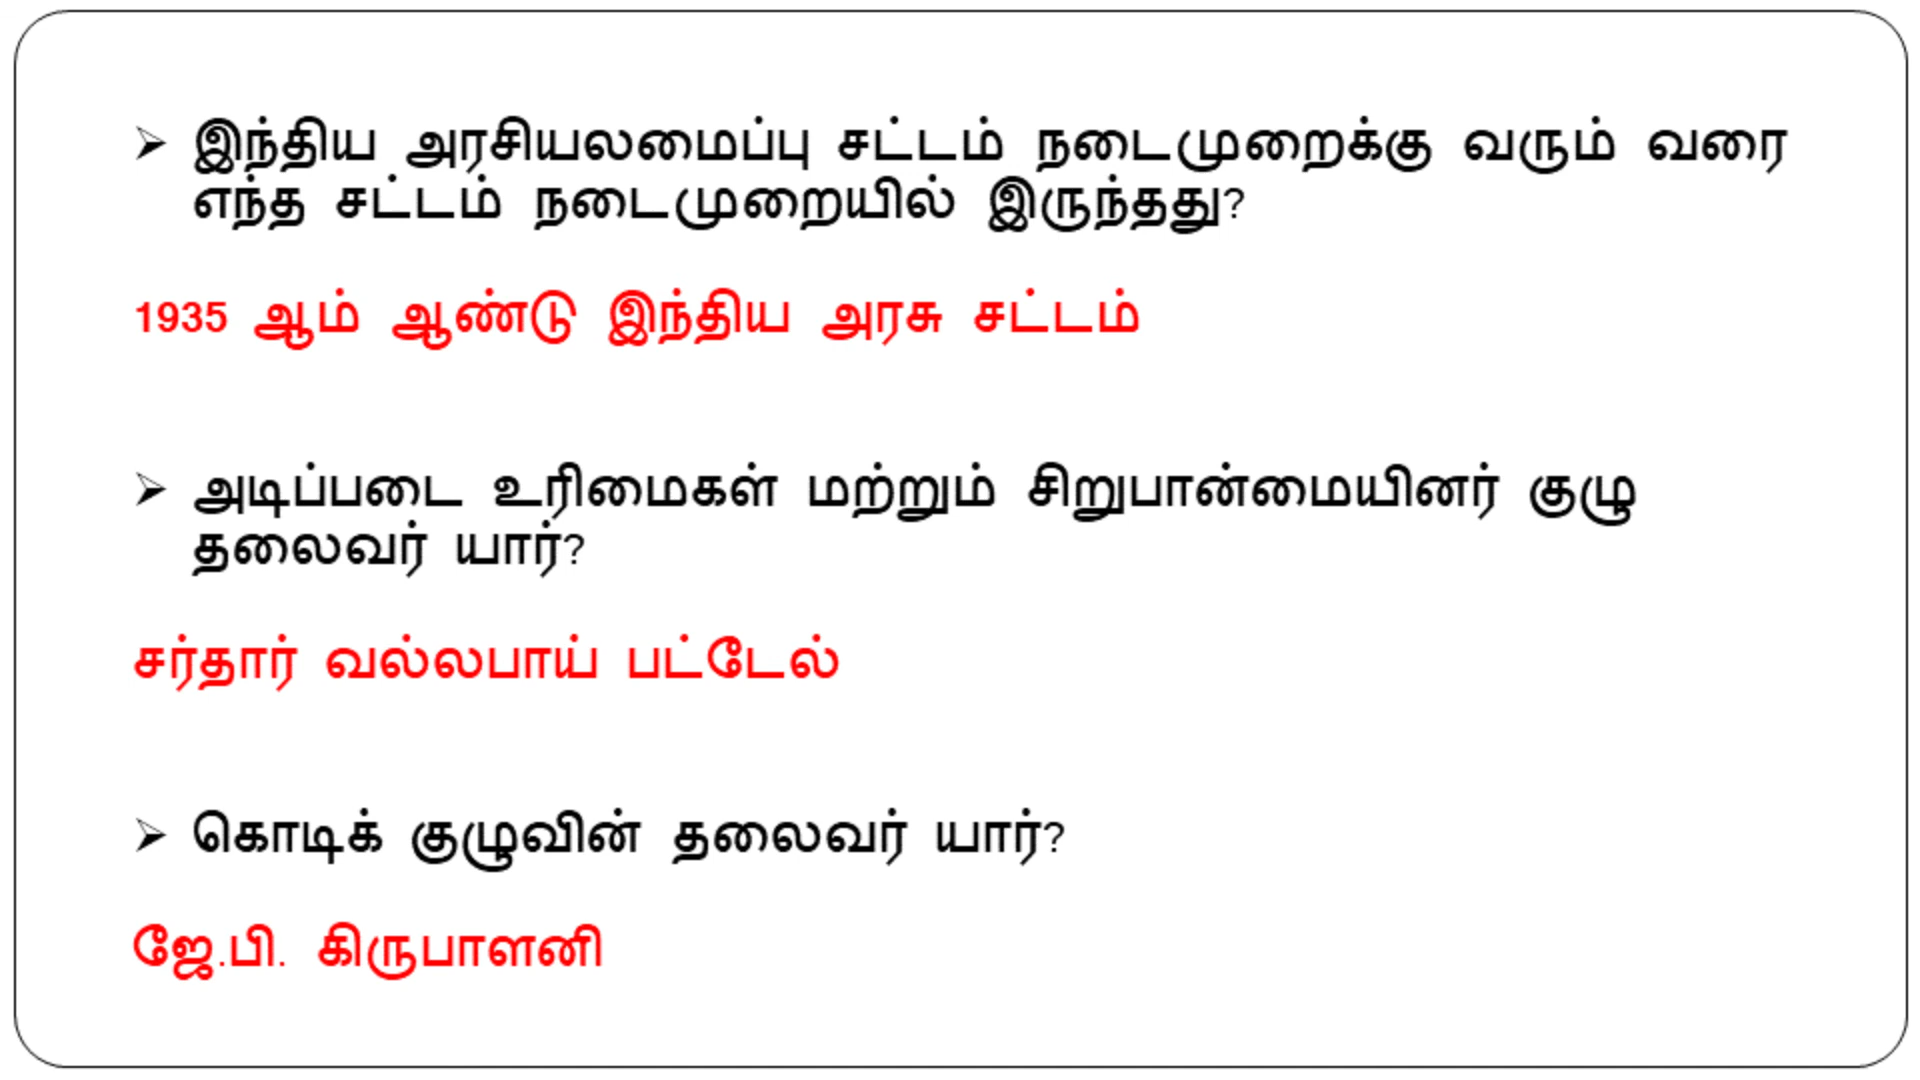 ➢ இந்திய அரசியலமைப்பு சட்டம் நடைமுறைக்கு வரும் வரை
எந்த சட்டம் நடைமுறையில் இருந்தது?
1935 ஆம் ஆண்டு இந்திய அரசு சட்டம்
➢ அடிப்படை உரிமைகள் மற்றும் சிறுபான்மையினர் குழு
தலைவர் யார்?
சர்தார் வல்லபாய் பட்டேல்
➢ கொடிக் குழுவின் தலைவர் யார்?
ஜே.பி. கிருபாளனி